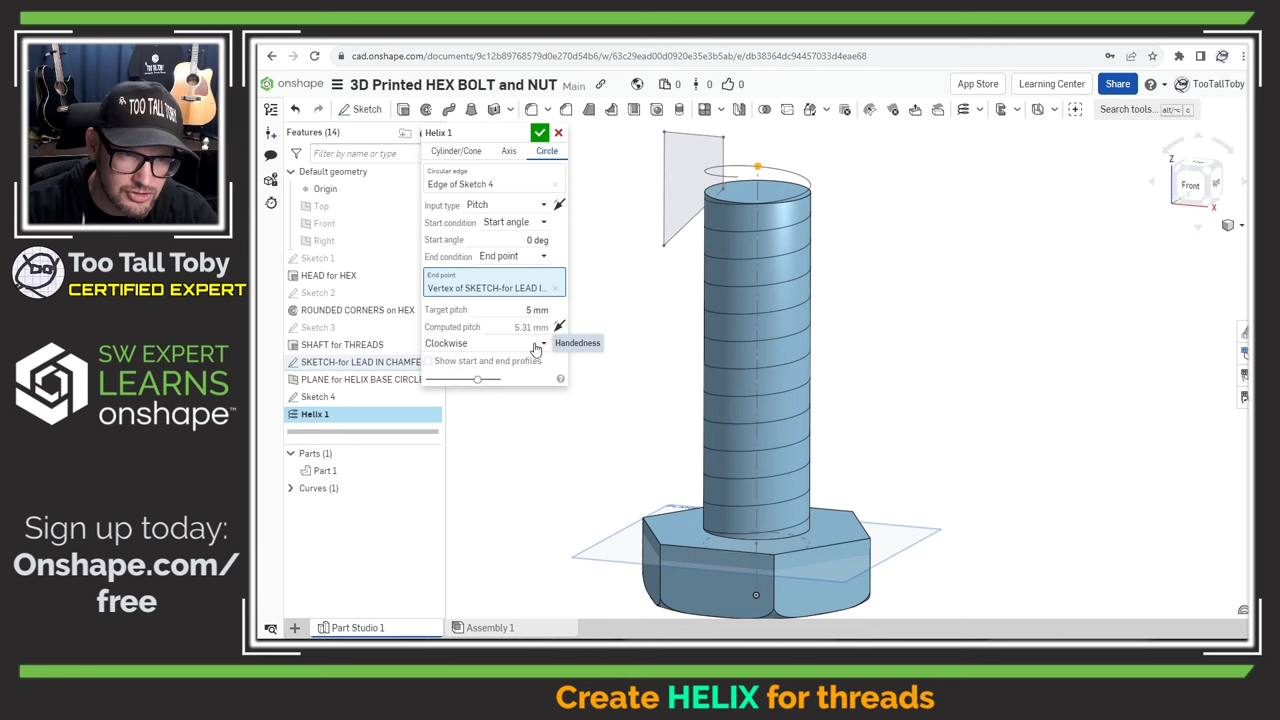 TOO TALL TOBY
Too Tall Toby
CERTIFIED EXPERT
SW EXPERT
LEARNS
onshape™
Sign up today:
Onshape.com/
free
cad.onshape.com/documents/9c12b89768579d0e270d54b6/w/63c29ead00d0920e35e3b5ab/e/db38364dc94457033d4eae68
onshape
3D Printed HEX BOLT and NUT Main
0 0 0
App Store
Learning Center
Share
TooTallToby
Sketch
Search tools... alt/⌥ c
Features (14)
Filter by name or type
Default geometry
Origin
Top
Front
Right
Sketch 1
HEAD for HEX
Sketch 2
ROUNDED CORNERS on HEX
Sketch 3
SHAFT for THREADS
SKETCH-for LEAD IN CHAMFE
PLANE for HELIX BASE CIRCLE
Sketch 4
Helix 1
Parts (1)
Part 1
Curves (1)
Helix 1
Cylinder/Cone Axis Circle
Circular edge
Edge of Sketch 4
Input type Pitch
Start condition Start angle
Start angle 0 deg
End condition End point
End point
Vertex of SKETCH-for LEAD I...
Target pitch 5 mm
Computed pitch 5.31 mm
Clockwise
Handedness
Show start and end profiles
Z
Front
X
Part Studio 1
Assembly 1
Create HELIX for threads